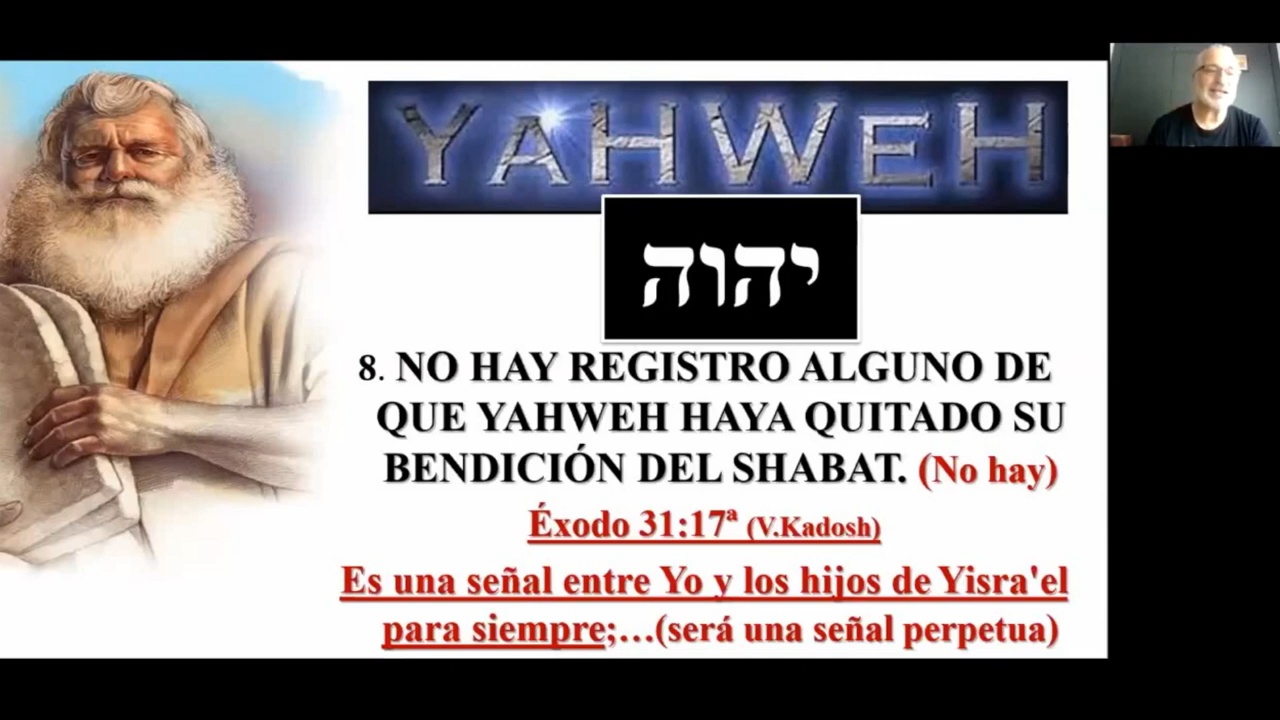 YAHWEH
יהוה
8. NO HAY REGISTRO ALGUNO DE
QUE YAHWEH HAYA QUITADO SU
BENDICIÓN DEL SHABAT. (No hay)
Éxodo 31:17ª (V.Kadosh)
Es una señal entre Yo y los hijos de Yisra'el
para siempre;…(será una señal perpetua)